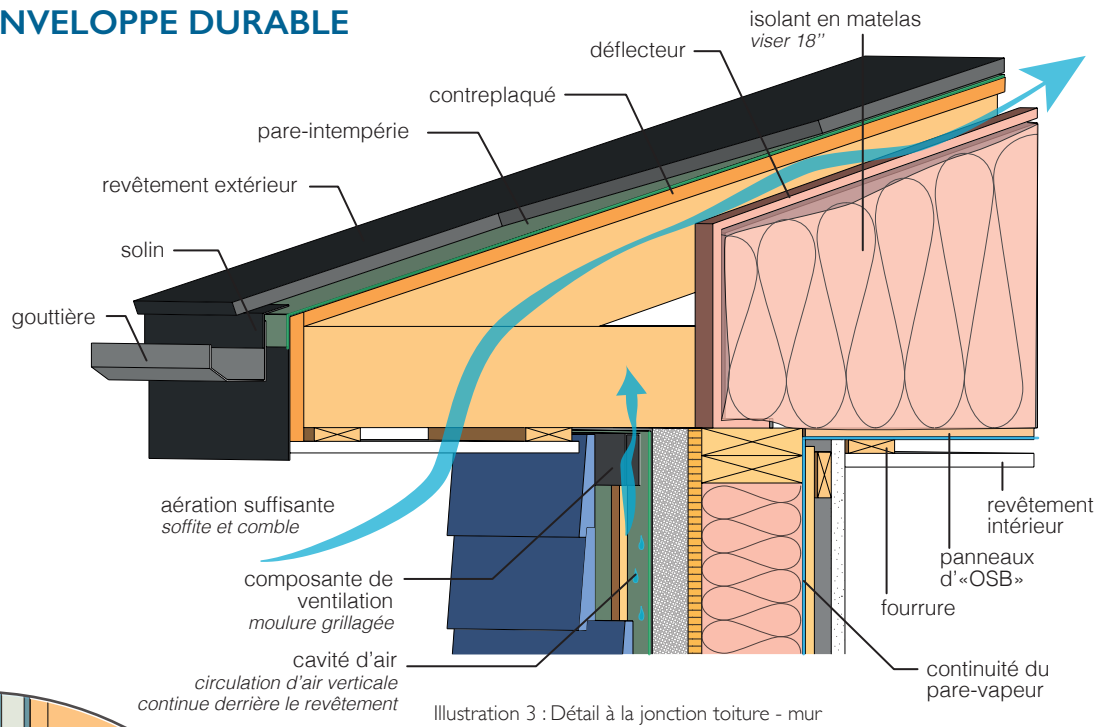 NVELOPPE DURABLE
isolant en matelas
viser 18’’
déflecteur
contreplaqué
pare-intempérie
revêtement extérieur
solin
gouttière
aération suffisante
soffite et comble
composante de
ventilation
moulure grillagée
cavité d'air
circulation d'air verticale
continue derrière le revêtement
revêtement
intérieur
panneaux
d'«OSB»
fourrure
continuité du
pare-vapeur
Illustration 3 : Détail à la jonction toiture - mur